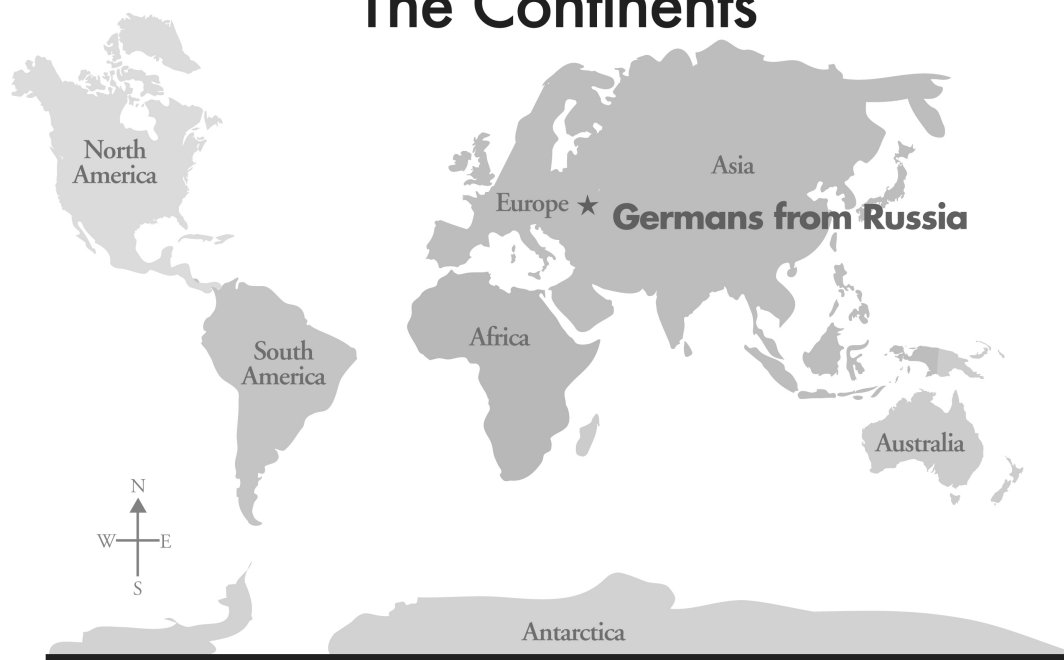 The Continents
North
America
Asia
Europe ★ Germans from Russia
Africa
South
America
Australia
N
W E
S
Antarctica